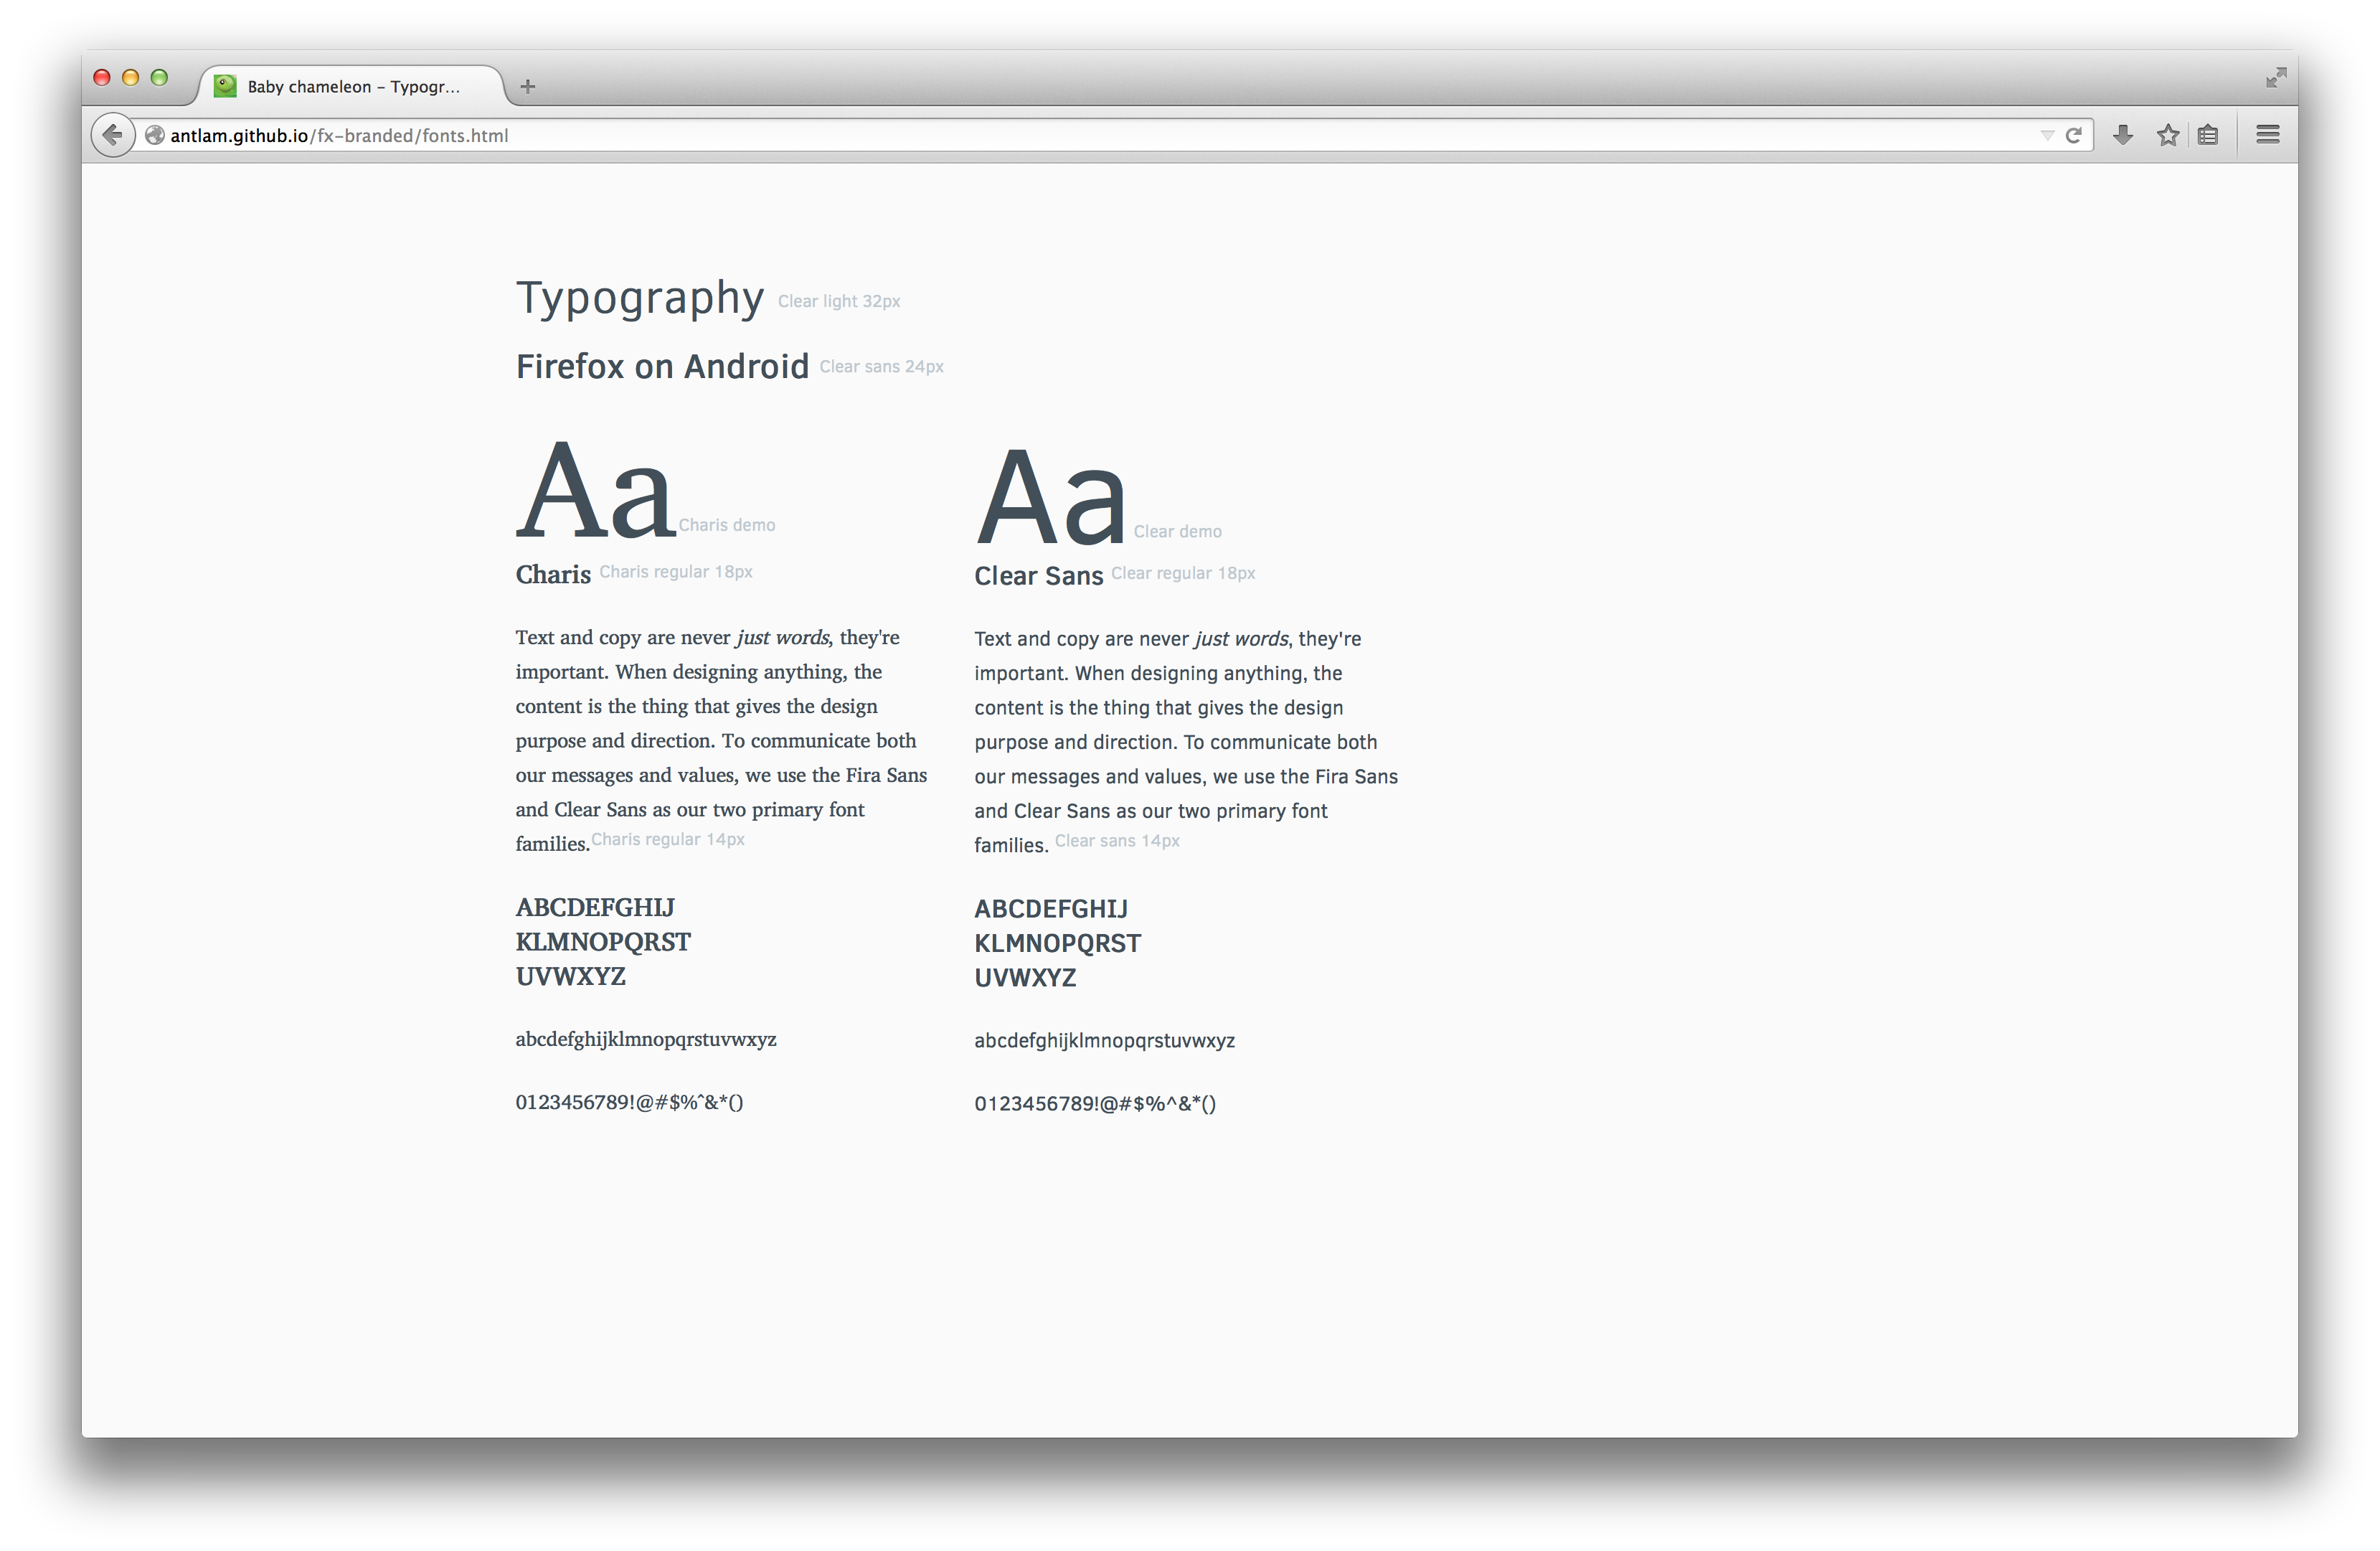 Baby chameleon – Typogr...
antlam.github.io/fx-branded/fonts.html
Typography Clear light 32px
Firefox on Android Clear sans 24px
Aa Charis demo
Charis Charis regular 18px
Text and copy are never just words, they're
important. When designing anything, the
content is the thing that gives the design
purpose and direction. To communicate both
our messages and values, we use the Fira Sans
and Clear Sans as our two primary font
families. Charis regular 14px
ABCDEFGHIJ
KLMNOPQRST
UVWXYZ
abcdefghijklmnopqrstuvwxyz
0123456789!@#$%^&*()
Aa Clear demo
Clear Sans Clear regular 18px
Text and copy are never just words, they're
important. When designing anything, the
content is the thing that gives the design
purpose and direction. To communicate both
our messages and values, we use the Fira Sans
and Clear Sans as our two primary font
families. Clear sans 14px
ABCDEFGHIJ
KLMNOPQRST
UVWXYZ
abcdefghijklmnopqrstuvwxyz
0123456789!@#$%^&*()